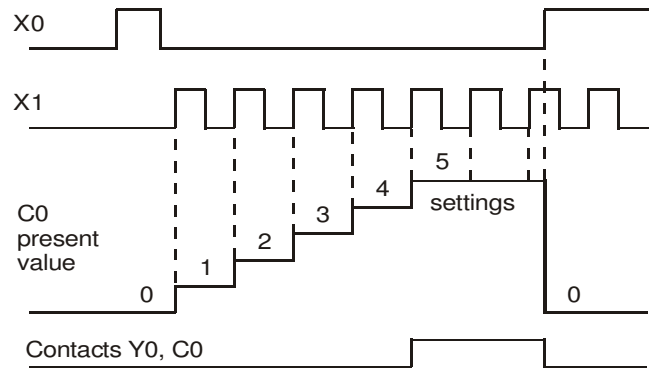 X0
X1
5
4
settings
3
C0
present
value
2
1
0
0
Contacts Y0, C0